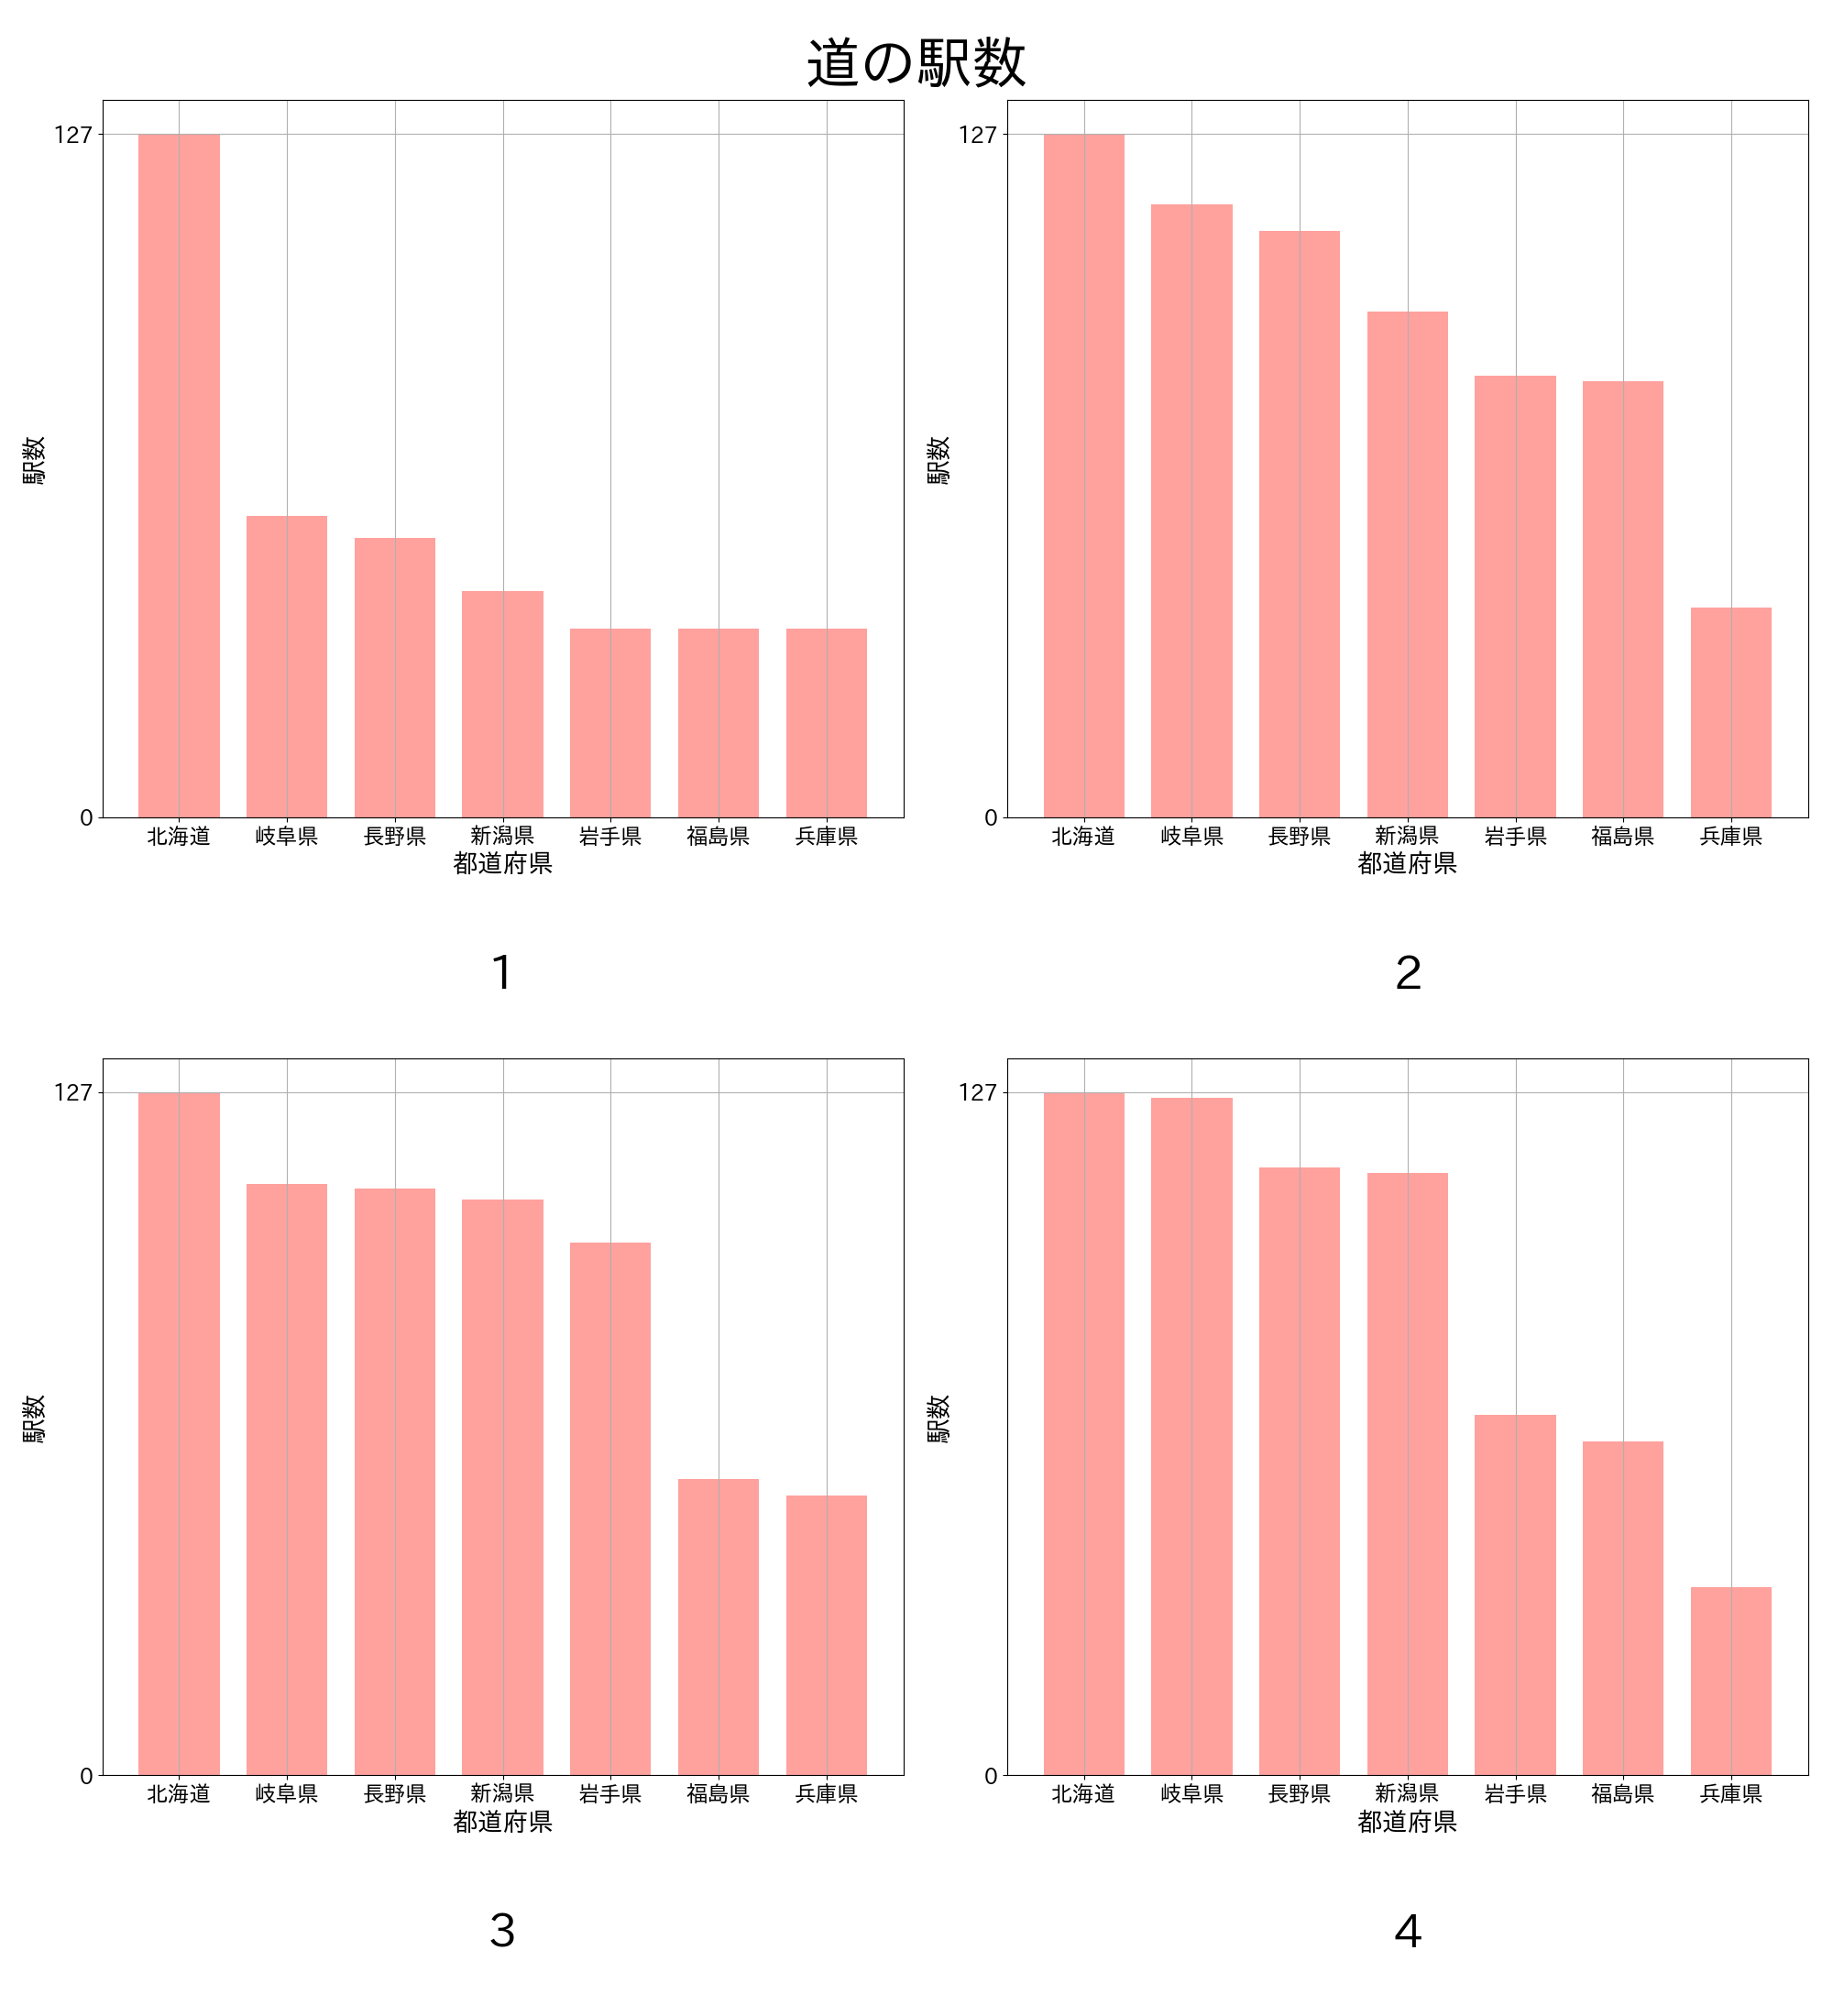 道の駅数
127
駅数
0
北海道 岐阜県 長野県 新潟県 岩手県 福島県 兵庫県
都道府県
1
127
駅数
0
北海道 岐阜県 長野県 新潟県 岩手県 福島県 兵庫県
都道府県
2
127
駅数
0
北海道 岐阜県 長野県 新潟県 岩手県 福島県 兵庫県
都道府県
3
127
駅数
0
北海道 岐阜県 長野県 新潟県 岩手県 福島県 兵庫県
都道府県
4